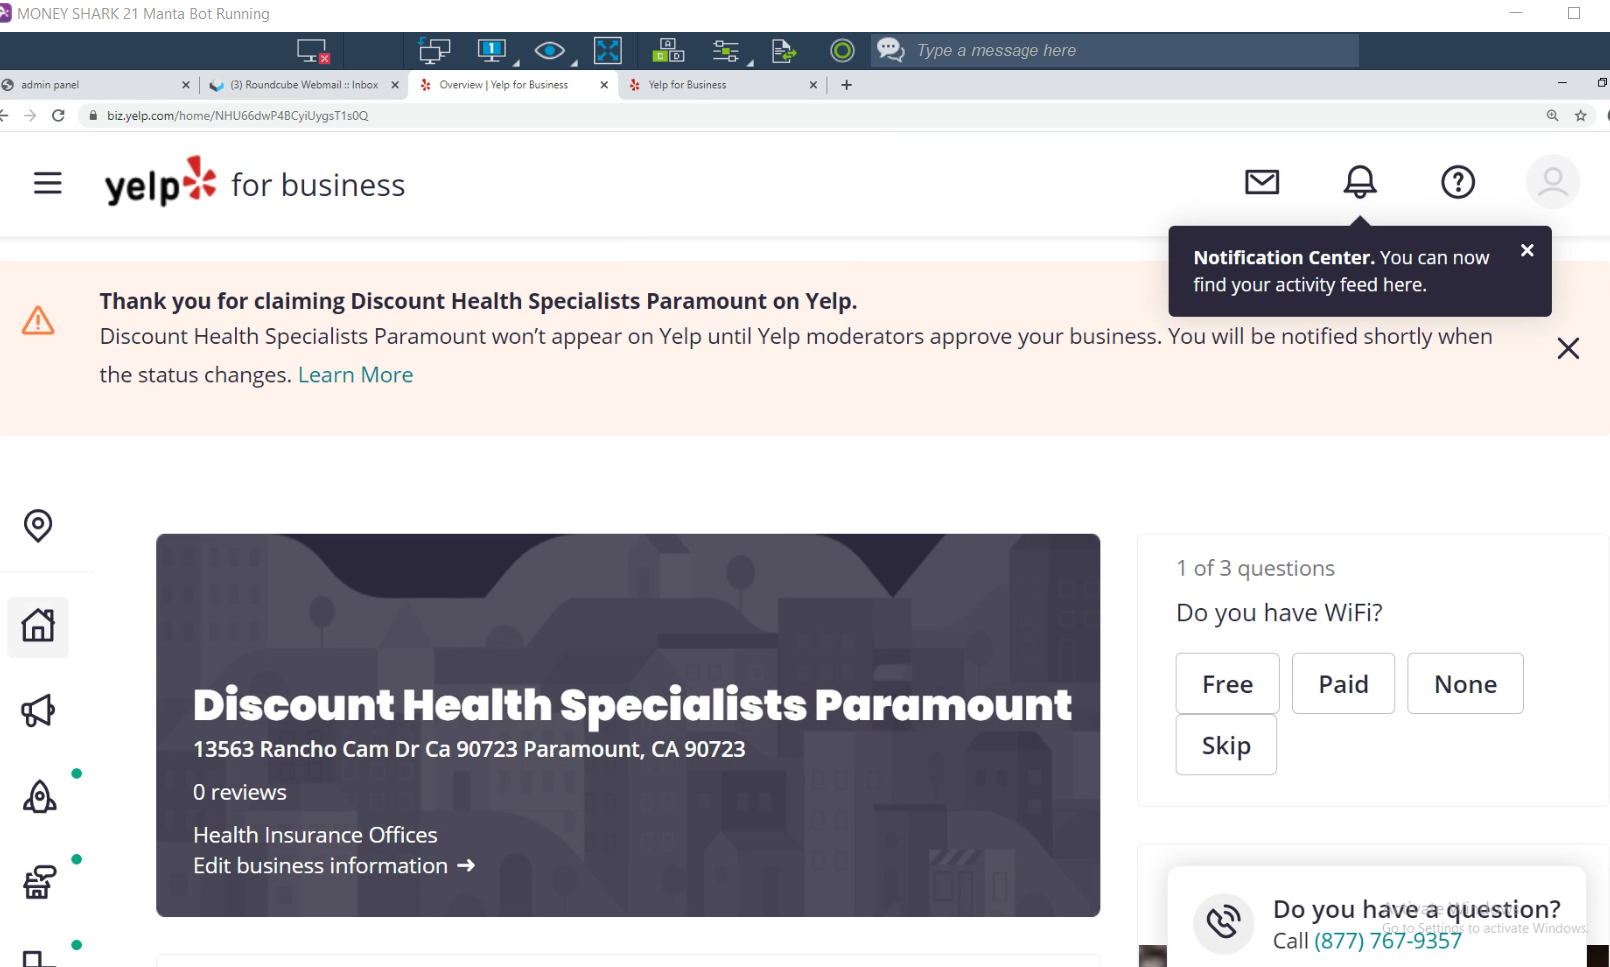 MONEY SHARK 21 Manta Bot Running
1
A
C D
Type a message here
admin panel
(3) Roundcube Webmail :: Inbox
Overview | Yelp for Business
Yelp for Business
biz.yelp.com/home/NHU66dwP4BCyiUygsT1s0Q
yelp for business
Notification Center. You can now
find your activity feed here.
Thank you for claiming Discount Health Specialists Paramount on Yelp.
Discount Health Specialists Paramount won’t appear on Yelp until Yelp moderators approve your business. You will be notified shortly when
the status changes. Learn More
1 of 3 questions
Do you have WiFi?
Free
Paid
None
Skip
Discount Health Specialists Paramount
13563 Rancho Cam Dr Ca 90723 Paramount, CA 90723
0 reviews
Health Insurance Offices
Edit business information →
Do you have a question?
Call (877) 767-9357
Activate Windows
Go to Settings to activate Windows.